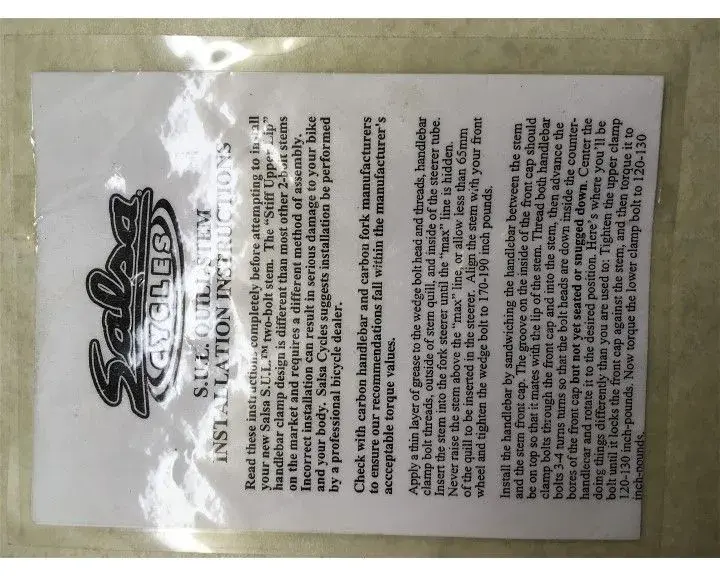 Salsa
CYCLES
S.U.L. QUILL STEM
INSTALLATION INSTRUCTIONS
Read these instructions completely before attempting to install
your new Salsa S.U.L.™ two-bolt stem. The “Stiff Upper Lip”
handlebar clamp design is different than most other 2-bolt stems
on the market and requires a different method of assembly.
Incorrect installation can result in serious damage to your bike
and your body. Salsa Cycles suggests installation be performed
by a professional bicycle dealer.
Check with carbon handlebar and carbon fork manufacturers
to ensure our recommendations fall within the manufacturer's
accceptable torque values.
Apply a thin layer of grease to the wedge bolt head and threads, handlebar
clamp bolt threads, outside of stem quill, and inside of the steerer tube.
Insert the stem into the fork steerer until the “max” line is hidden.
Never raise the stem above the “max” line, or allow less than 65mm
of the quill to be inserted in the steerer. Align the stem with your front
wheel and tighten the wedge bolt to 170-190 inch pounds.
Install the handlebar by sandwiching the handlebar between the stem
and the stem front cap. The groove on the inside of the front cap should
be on top so that it mates with the lip of the stem. Thread both handlebar
clamp bolts through the front cap and into the stem, then advance the
bolts 3-4 turns turns so that the bolt heads are down inside the counter-
bores of the front cap but not yet seated or snugged down. Center the
handlecar and rotate it to the desired position. Here's where you'll be
doing things differently than you are used to: Tighten the upper clamp
bolt until it locks the front cap against the stem, and then torque it to
120-130 inch-pounds. Now torque the lower clamp bolt to 120-130
inch-pounds.